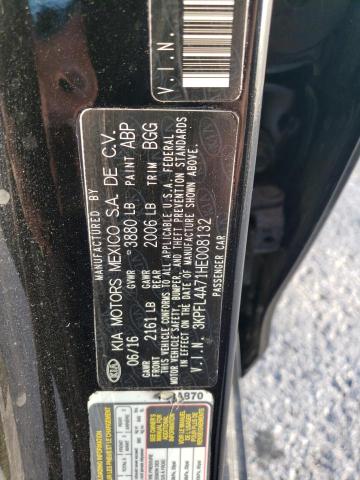 MANUFACTURED BY
KIA MOTORS MEXICO S.A. DE C.V.
06/16 GVWR 3880 LB PAINT ABP
GAWR 2161 LB GAWR REAR 2006 LB TRIM BGG
THIS VEHICLE CONFORMS TO ALL APPLICABLE U.S.A. FEDERAL
MOTOR VEHICLE SAFETY, BUMPER, AND THEFT PREVENTION STANDARDS
IN EFFECT ON THE DATE OF MANUFACTURE SHOWN ABOVE.
V.I.N. 3KPFL4A71HE008132
PASSENGER CAR
V.I.N.
KIA
870